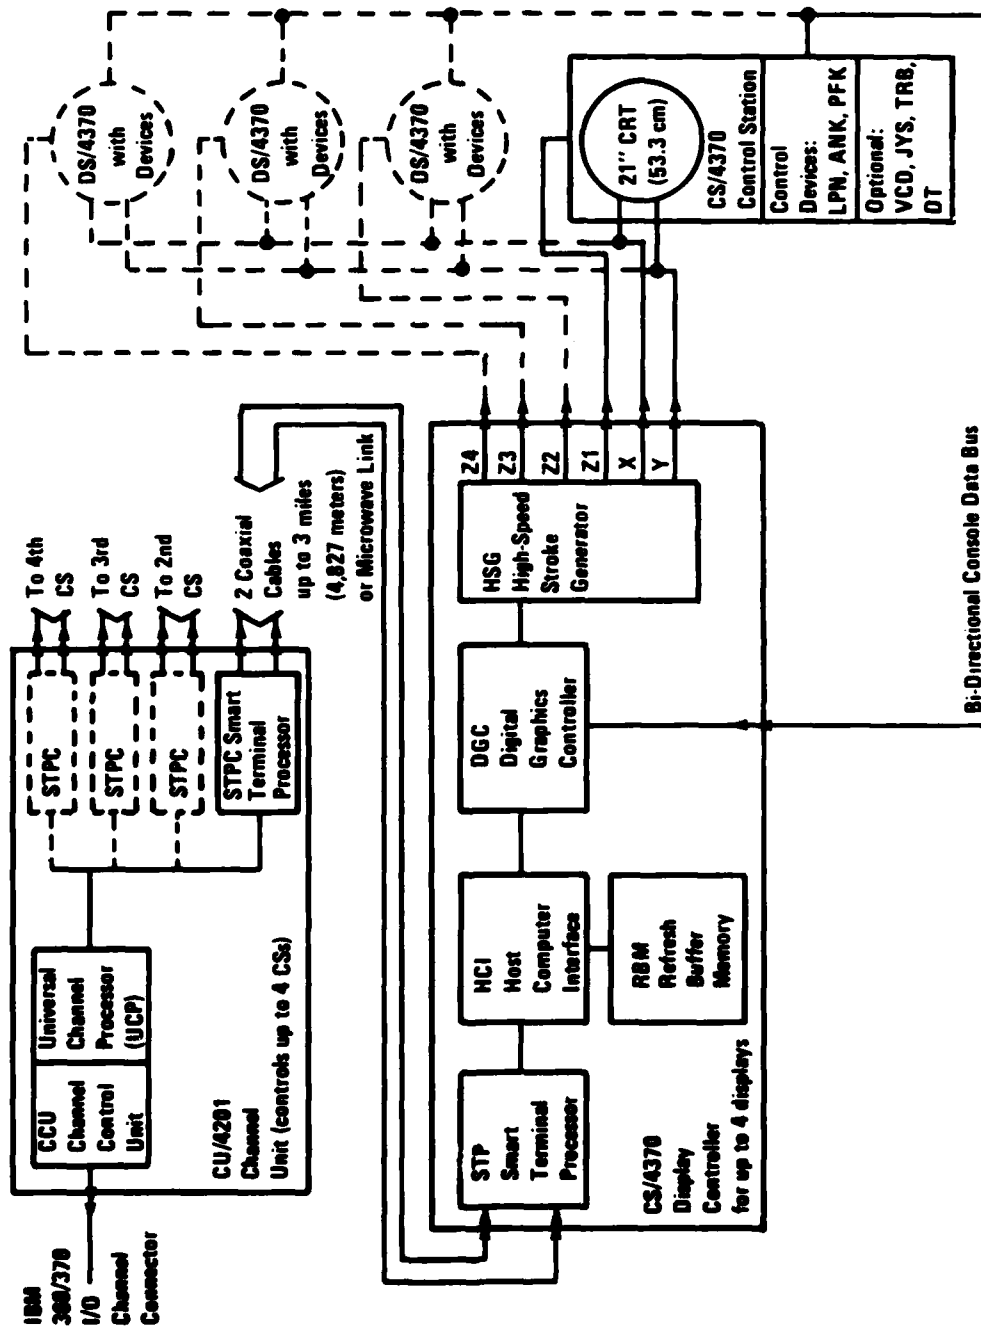 IBM
360/370
I/O
Channel
Connector
CCU
Channel
Control
Unit
Universal
Channel
Processor
(UCP)
CU/4201
Channel
Unit (controls up to 4 CSs)
STPC
STPC
STPC
STPC Smart
Terminal
Processor
To 4th
CS
To 3rd
CS
To 2nd
CS
2 Coaxial
Cables
up to 3 miles
(4,827 meters)
or Microwave Link
STP
Smart
Terminal
Processor
HCI
Host
Computer
Interface
RBM
Refresh
Buffer
Memory
DGC
Digital
Graphics
Controller
HSG
High-Speed
Stroke
Generator
Z4
Z3
Z2
Z1
X
Y
CS/4370
Display
Controller
for up to 4 displays
Bi-Directional Console Data Bus
DS/4370
with
Devices
DS/4370
with
Devices
DS/4370
with
Devices
21" CRT
(53.3 cm)
CS/4370
Control Station
Control
Devices:
LPN, ANK, PFK
Optional:
VCD, JYS, TRB,
DT